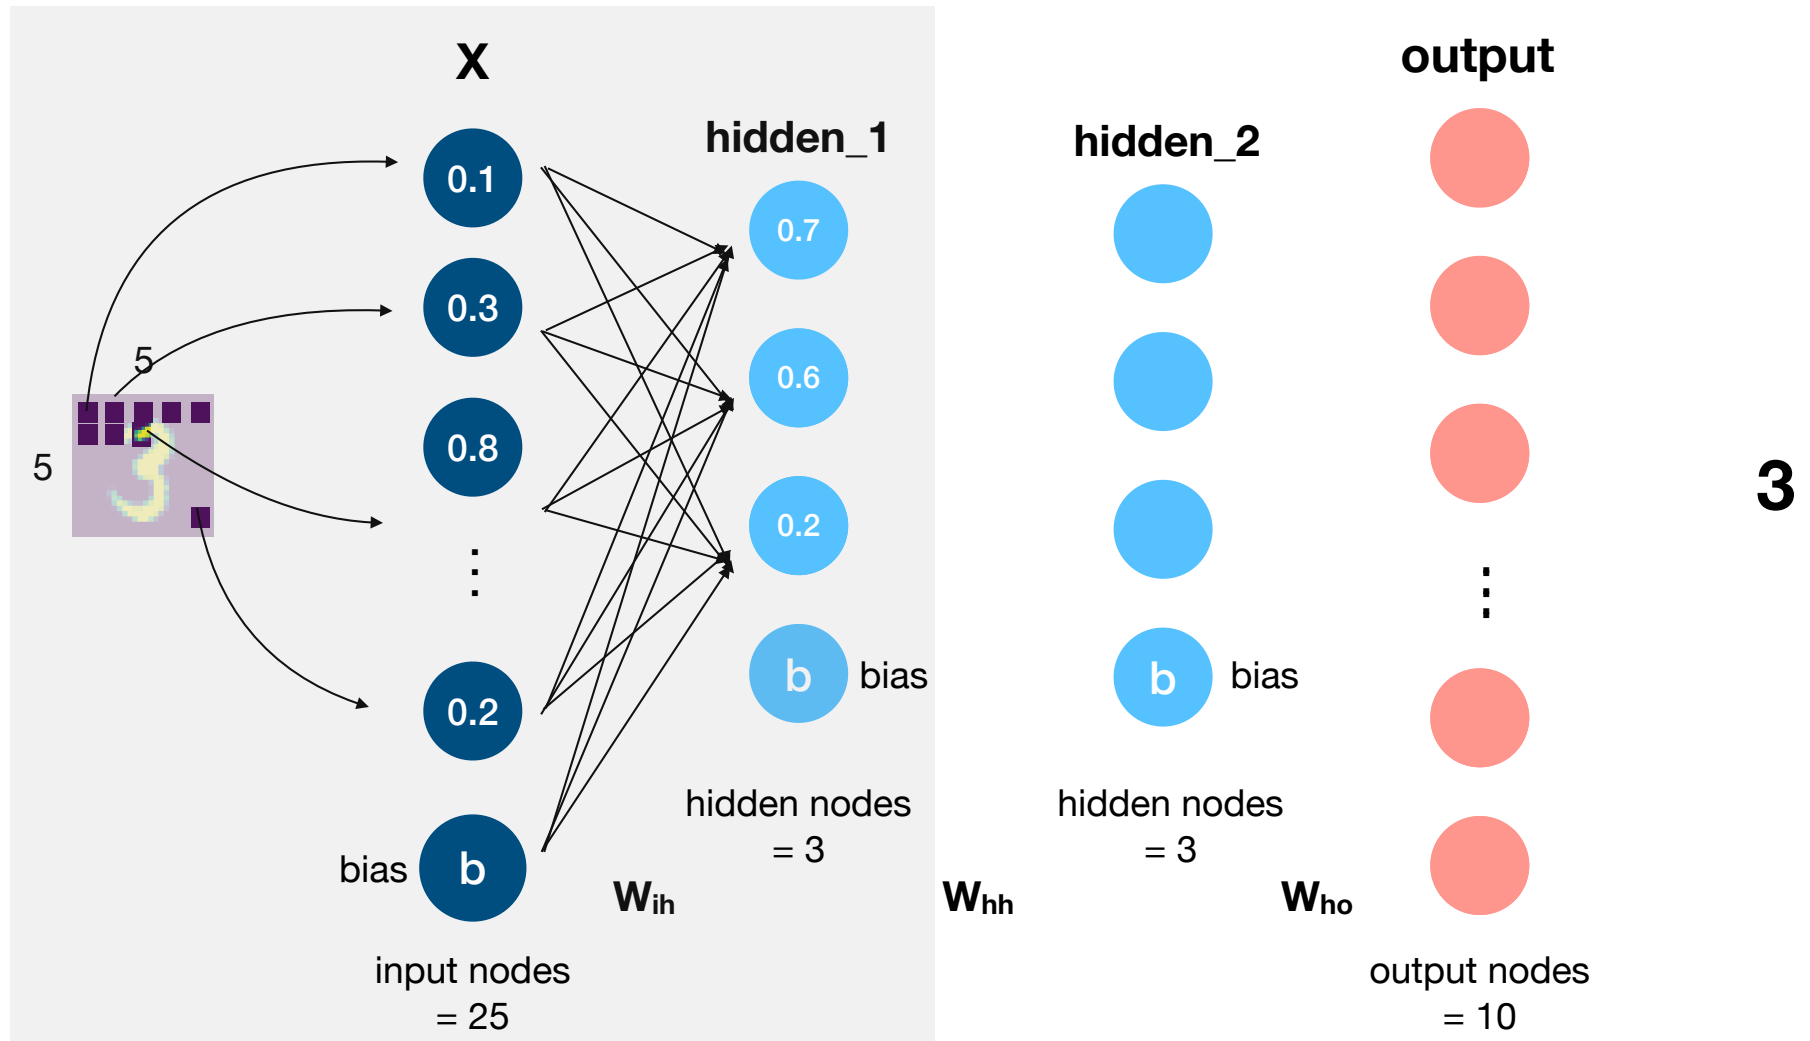 X
output
hidden_1
hidden_2
0.1
0.7
0.3
5
0.6
0.8
5
3
0.2
b
bias
b
bias
0.2
hidden nodes
= 3
hidden nodes
= 3
bias
b
Wih
Whh
Who
input nodes
= 25
output nodes
= 10